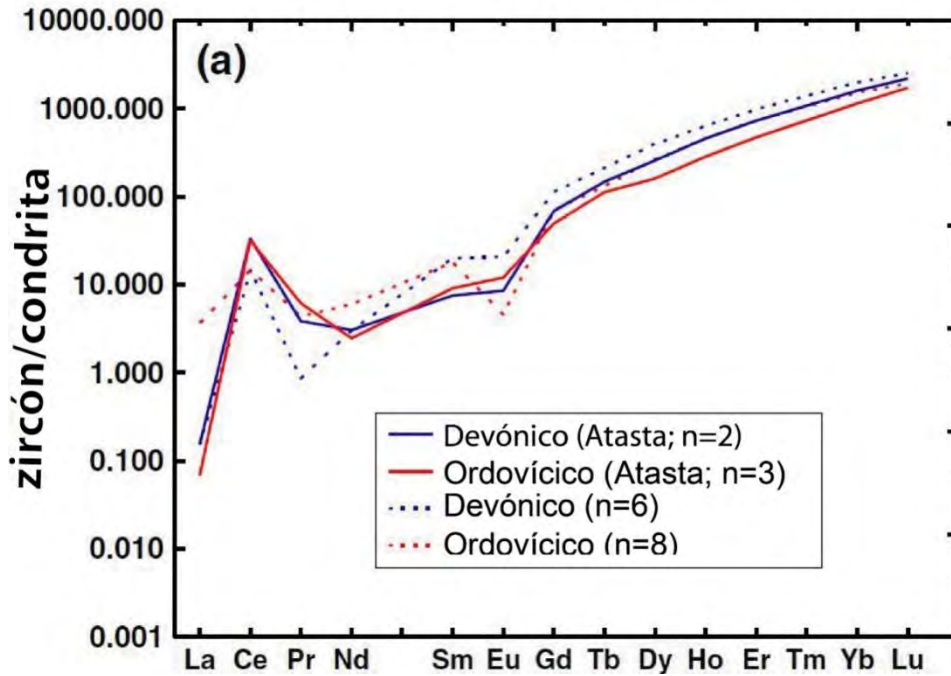 10000.000
(a)
1000.000
100.000
10.000
1.000
0.100
0.010
0.001
zircón/condrita
Devónico (Atasta; n=2)
Ordovícico (Atasta; n=3)
Devónico (n=6)
Ordovícico (n=8)
La Ce Pr Nd Sm Eu Gd Tb Dy Ho Er Tm Yb Lu